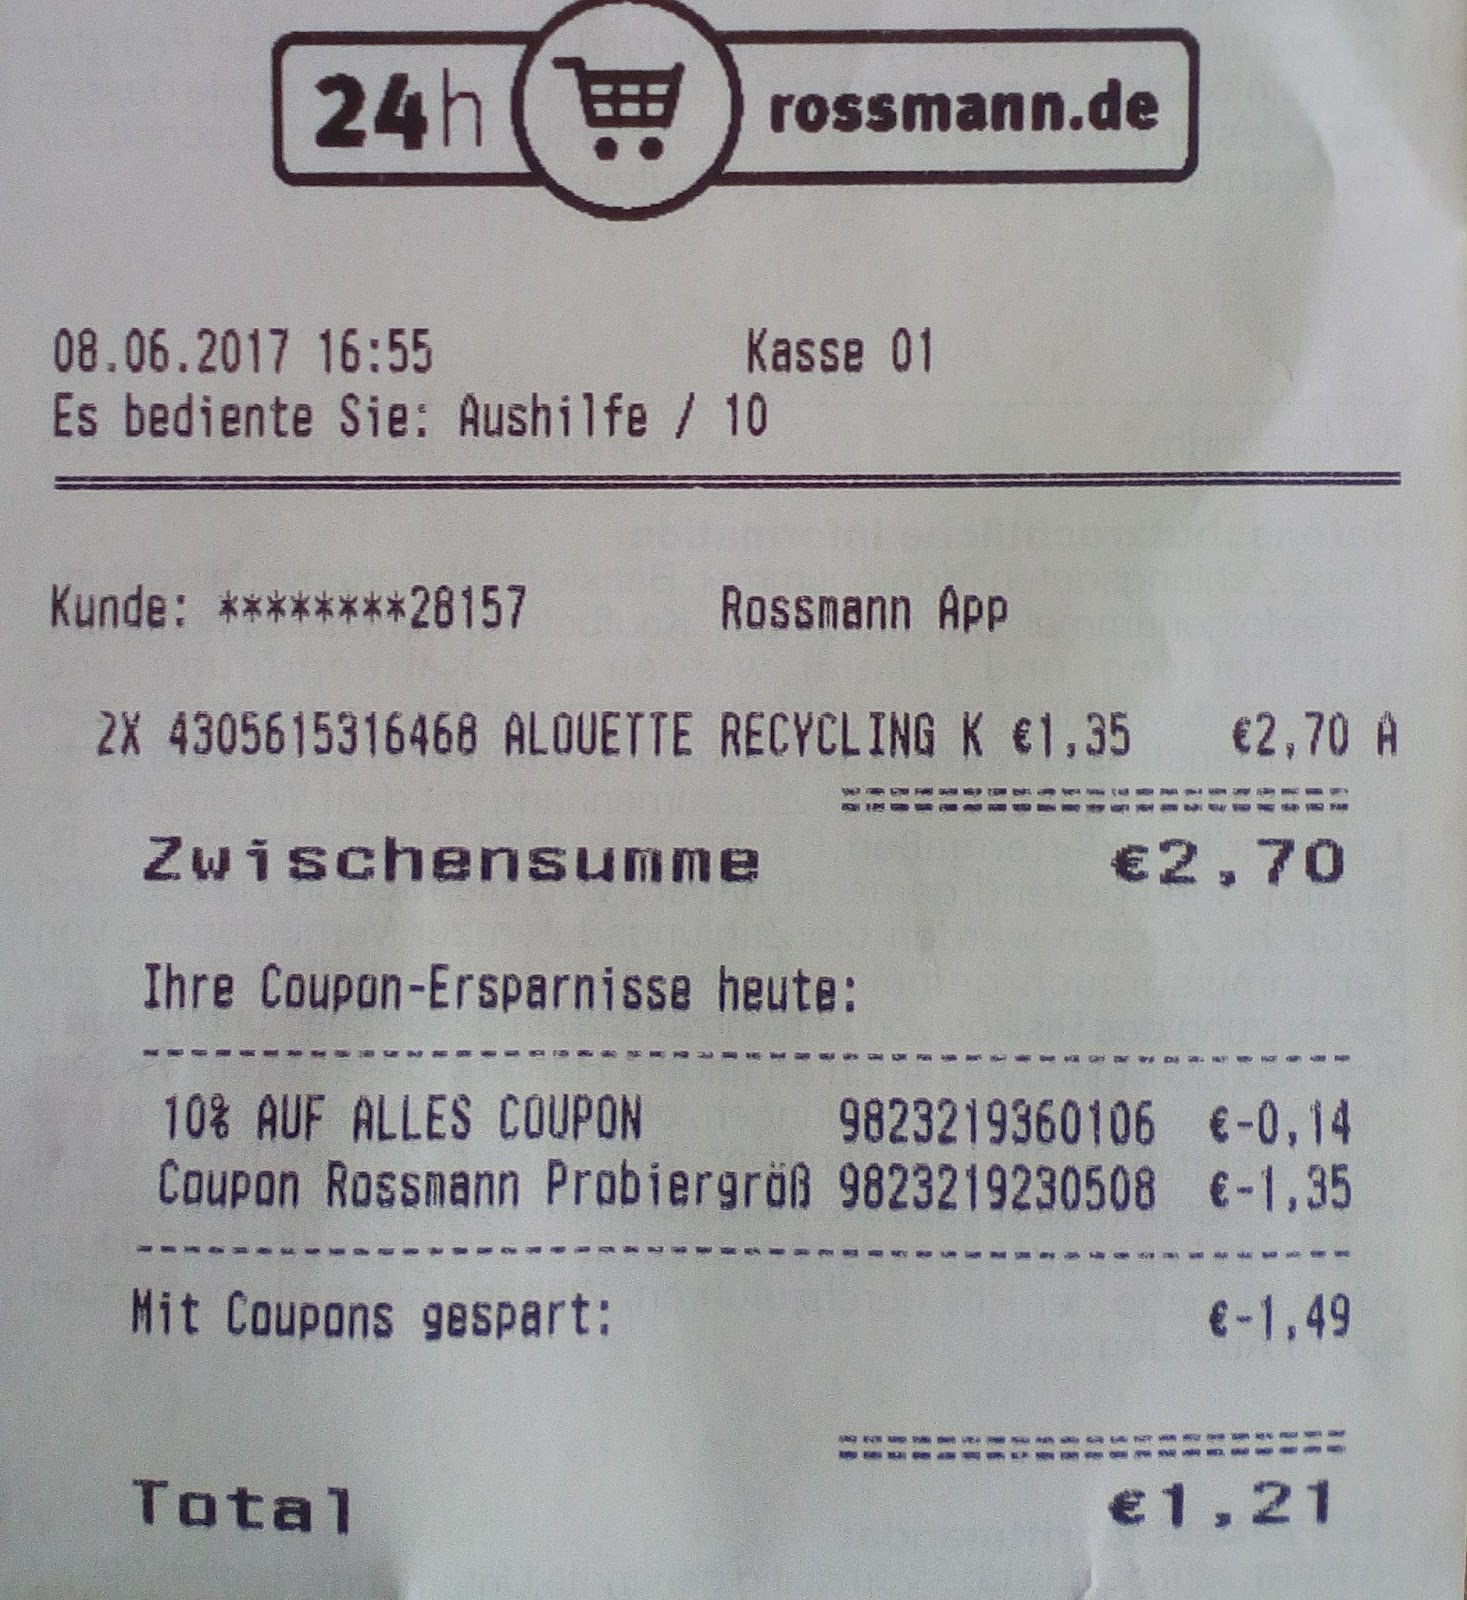 24h rossmann.de
08.06.2017 16:55 Kasse 01
Es bediente Sie: Aushilfe / 10
Kunde: ********28157 Rossmann App
2X 4305615316468 ALOUETTE RECYCLING K €1,35 €2,70 A
Zwischensumme €2,70
Ihre Coupon-Ersparnisse heute:
10% AUF ALLES COUPON 9823219360106 €-0,14
Coupon Rossmann Probiergröß 9823219230508 €-1,35
Mit Coupons gespart: €-1,49
Total €1,21